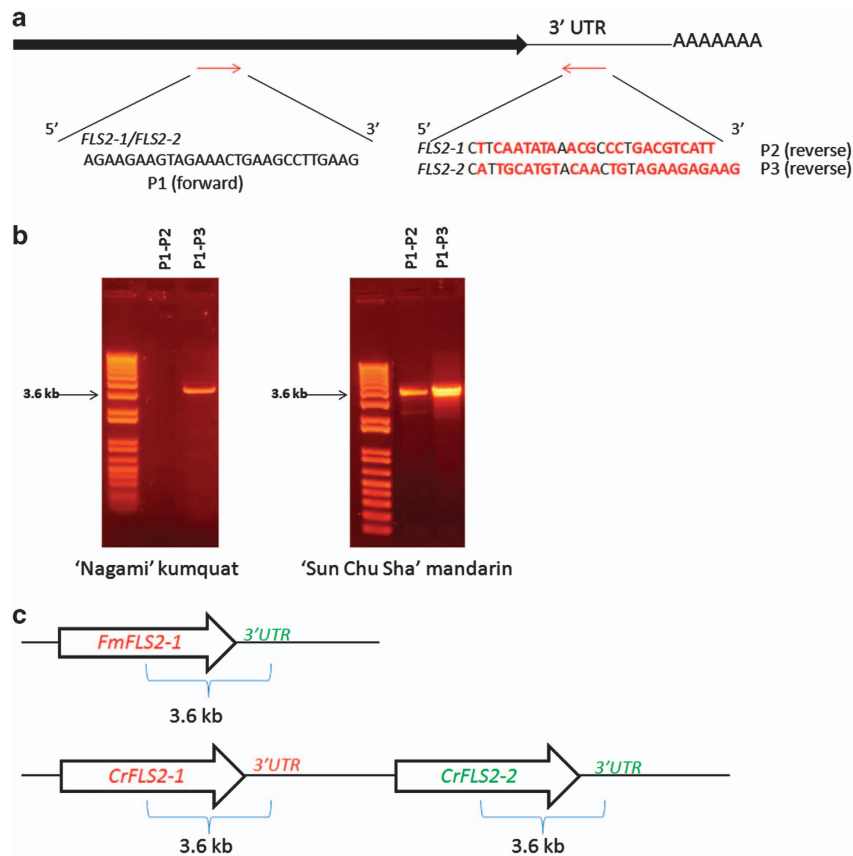 a
3' UTR
AAAAAAA
5'
3'
FLS2-1/FLS2-2
AGAAGAAGTAGAAACTGAAGCCTTGAAG
P1 (forward)
5'
3'
FLS2-1 CTTCAATATAAACGCCCTGACGTCATT P2 (reverse)
FLS2-2 CATTGCATGTACAACTGTAGAAGAGAAG P3 (reverse)
b
P1-P2
P1-P3
P1-P2
P1-P3
3.6 kb
3.6 kb
'Nagami' kumquat
'Sun Chu Sha' mandarin
c
FmFLS2-1
3'UTR
3.6 kb
CrFLS2-1
3'UTR
CrFLS2-2
3'UTR
3.6 kb
3.6 kb